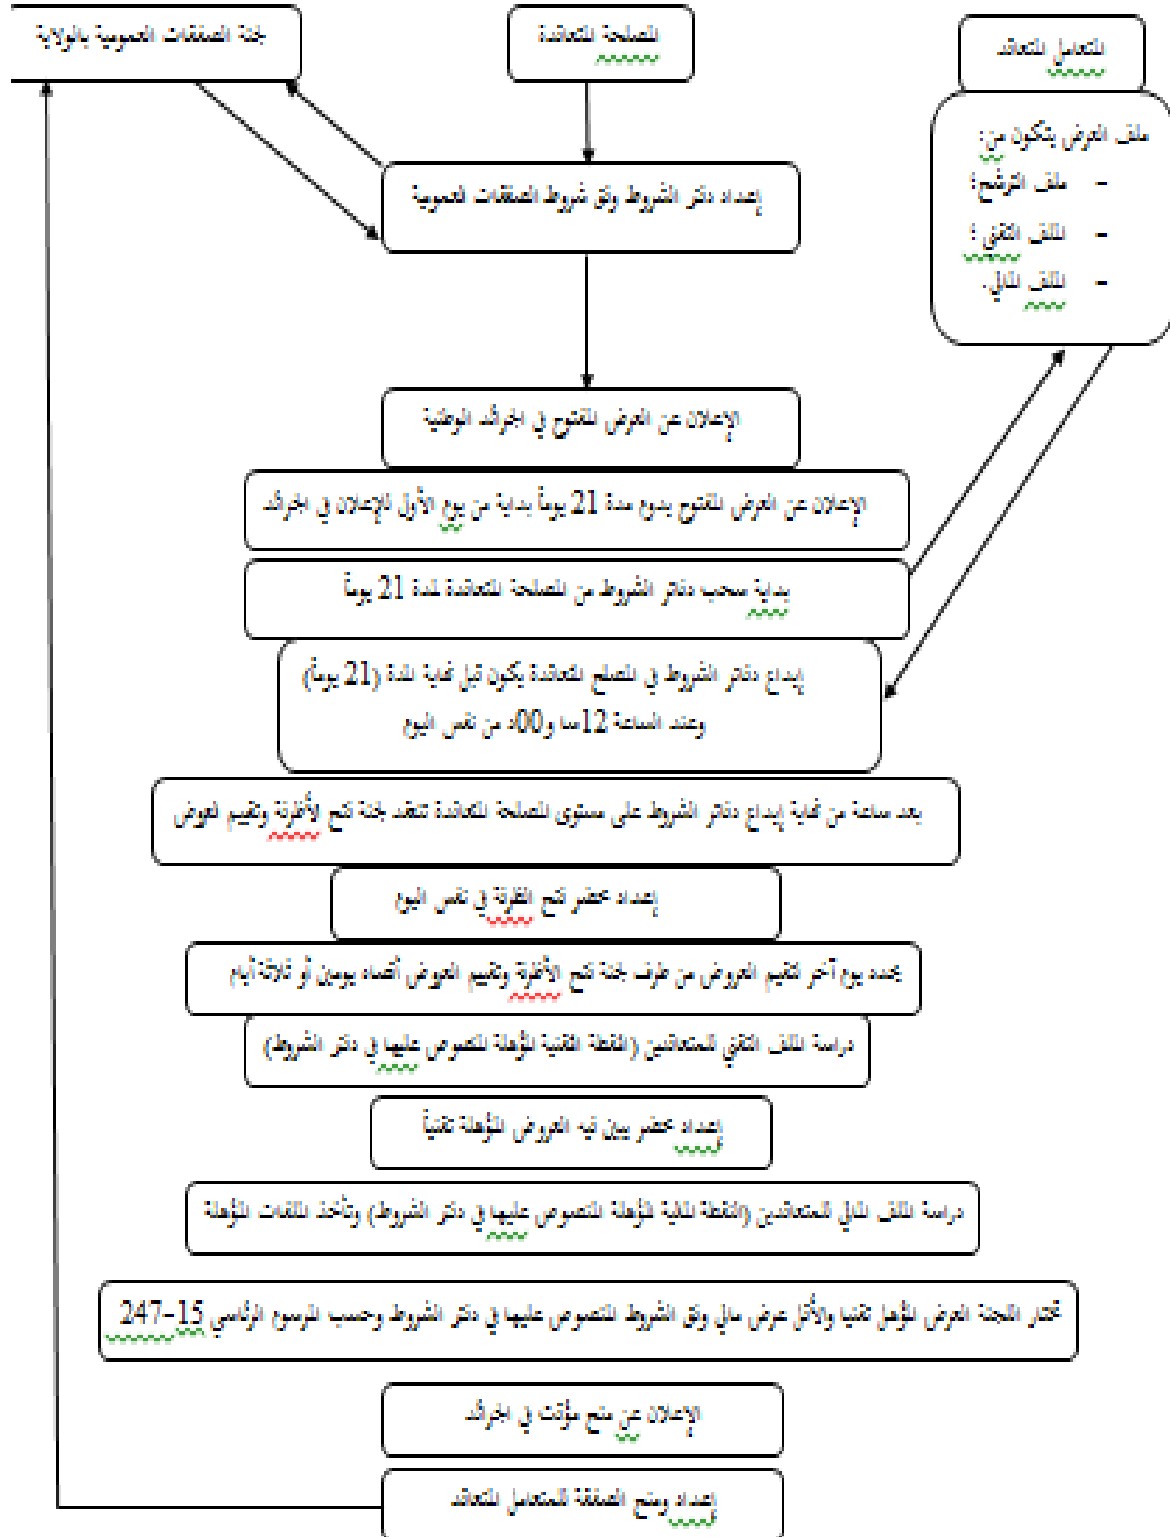 لجنة الصفقات العمومية بالولاية
المصلحة المتعاقدة
المتعامل المتعاقد
ملف العرض يتكون من:
- ملف الترشح؛
- الملف التقني؛
- الملف المالي.
إعداد دفتر الشروط وفق شروط الصفقات العمومية
الإعلان عن العرض المفتوح في الجرائد الوطنية
الإعلان عن العرض المفتوح يدوم مدة 21 يوماً بداية من يوم الأول للإعلان في الجرائد
بداية سحب دفاتر الشروط من المصلحة المتعاقدة لمدة 21 يوماً
إيداع دفاتر الشروط في المصلح المتعاقدة يكون قبل نهاية المدة (21 يوماً)
وعند الساعة 12سا و00د من نفس اليوم
بعد ساعة من نهاية إيداع دفاتر الشروط على مستوى المصلحة المتعاقدة تنعقد لجنة فتح الأظرفة وتقييم العروض
إعداد محضر فتح الظرفة في نفس اليوم
يحدد يوم آخر لتقيم العروض من طرف لجنة فتح الأظرفة وتقييم العروض أقصاه يومين أو ثلاثة أيام
دراسة الملف التقني للمتعاقدين (النقطة التقنية المؤهلة المنصوص عليها في دفتر الشروط)
إعداد محضر يبين فيه العروض المؤهلة تقنياً
دراسة الملف المالي للمتعاقدين (النقطة المالية المؤهلة المنصوص عليها في دفتر الشروط) وتأخذ الملفات المؤهلة
تختار اللجنة العرض المؤهل تقنيا والأقل عرض مالي وفق الشروط المنصوص عليها في دفتر الشروط وحسب المرسوم الرئاسي 15-247
الإعلان عن منح مؤقت في الجرائد
إعداد ومنح الصفقة للمتعامل المتعاقد